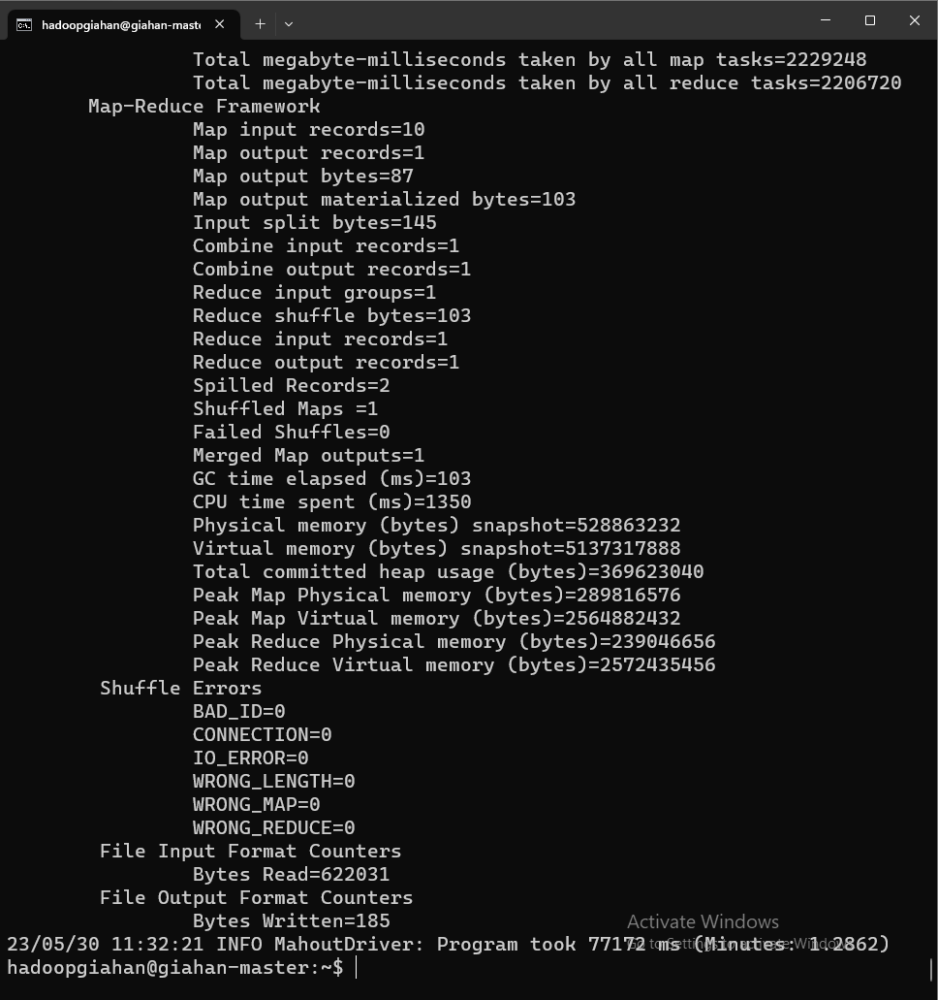 hadoopgiahan@giahan-mast
Total megabyte-milliseconds taken by all map tasks=2229248
Total megabyte-milliseconds taken by all reduce tasks=2206720
Map-Reduce Framework
Map input records=10
Map output records=1
Map output bytes=87
Map output materialized bytes=103
Input split bytes=145
Combine input records=1
Combine output records=1
Reduce input groups=1
Reduce shuffle bytes=103
Reduce input records=1
Reduce output records=1
Spilled Records=2
Shuffled Maps =1
Failed Shuffles=0
Merged Map outputs=1
GC time elapsed (ms)=103
CPU time spent (ms)=1350
Physical memory (bytes) snapshot=528863232
Virtual memory (bytes) snapshot=5137317888
Total committed heap usage (bytes)=369623040
Peak Map Physical memory (bytes)=289816576
Peak Map Virtual memory (bytes)=2564882432
Peak Reduce Physical memory (bytes)=239046656
Peak Reduce Virtual memory (bytes)=2572435456
Shuffle Errors
BAD_ID=0
CONNECTION=0
IO_ERROR=0
WRONG_LENGTH=0
WRONG_MAP=0
WRONG_REDUCE=0
File Input Format Counters
Bytes Read=622031
File Output Format Counters
Bytes Written=185
Activate Windows
23/05/30 11:32:21 INFO MahoutDriver: Program took 77172 ms (Minutes: 1.2862)
Go to Settings to activate Windows.
hadoopgiahan@giahan-master:~$